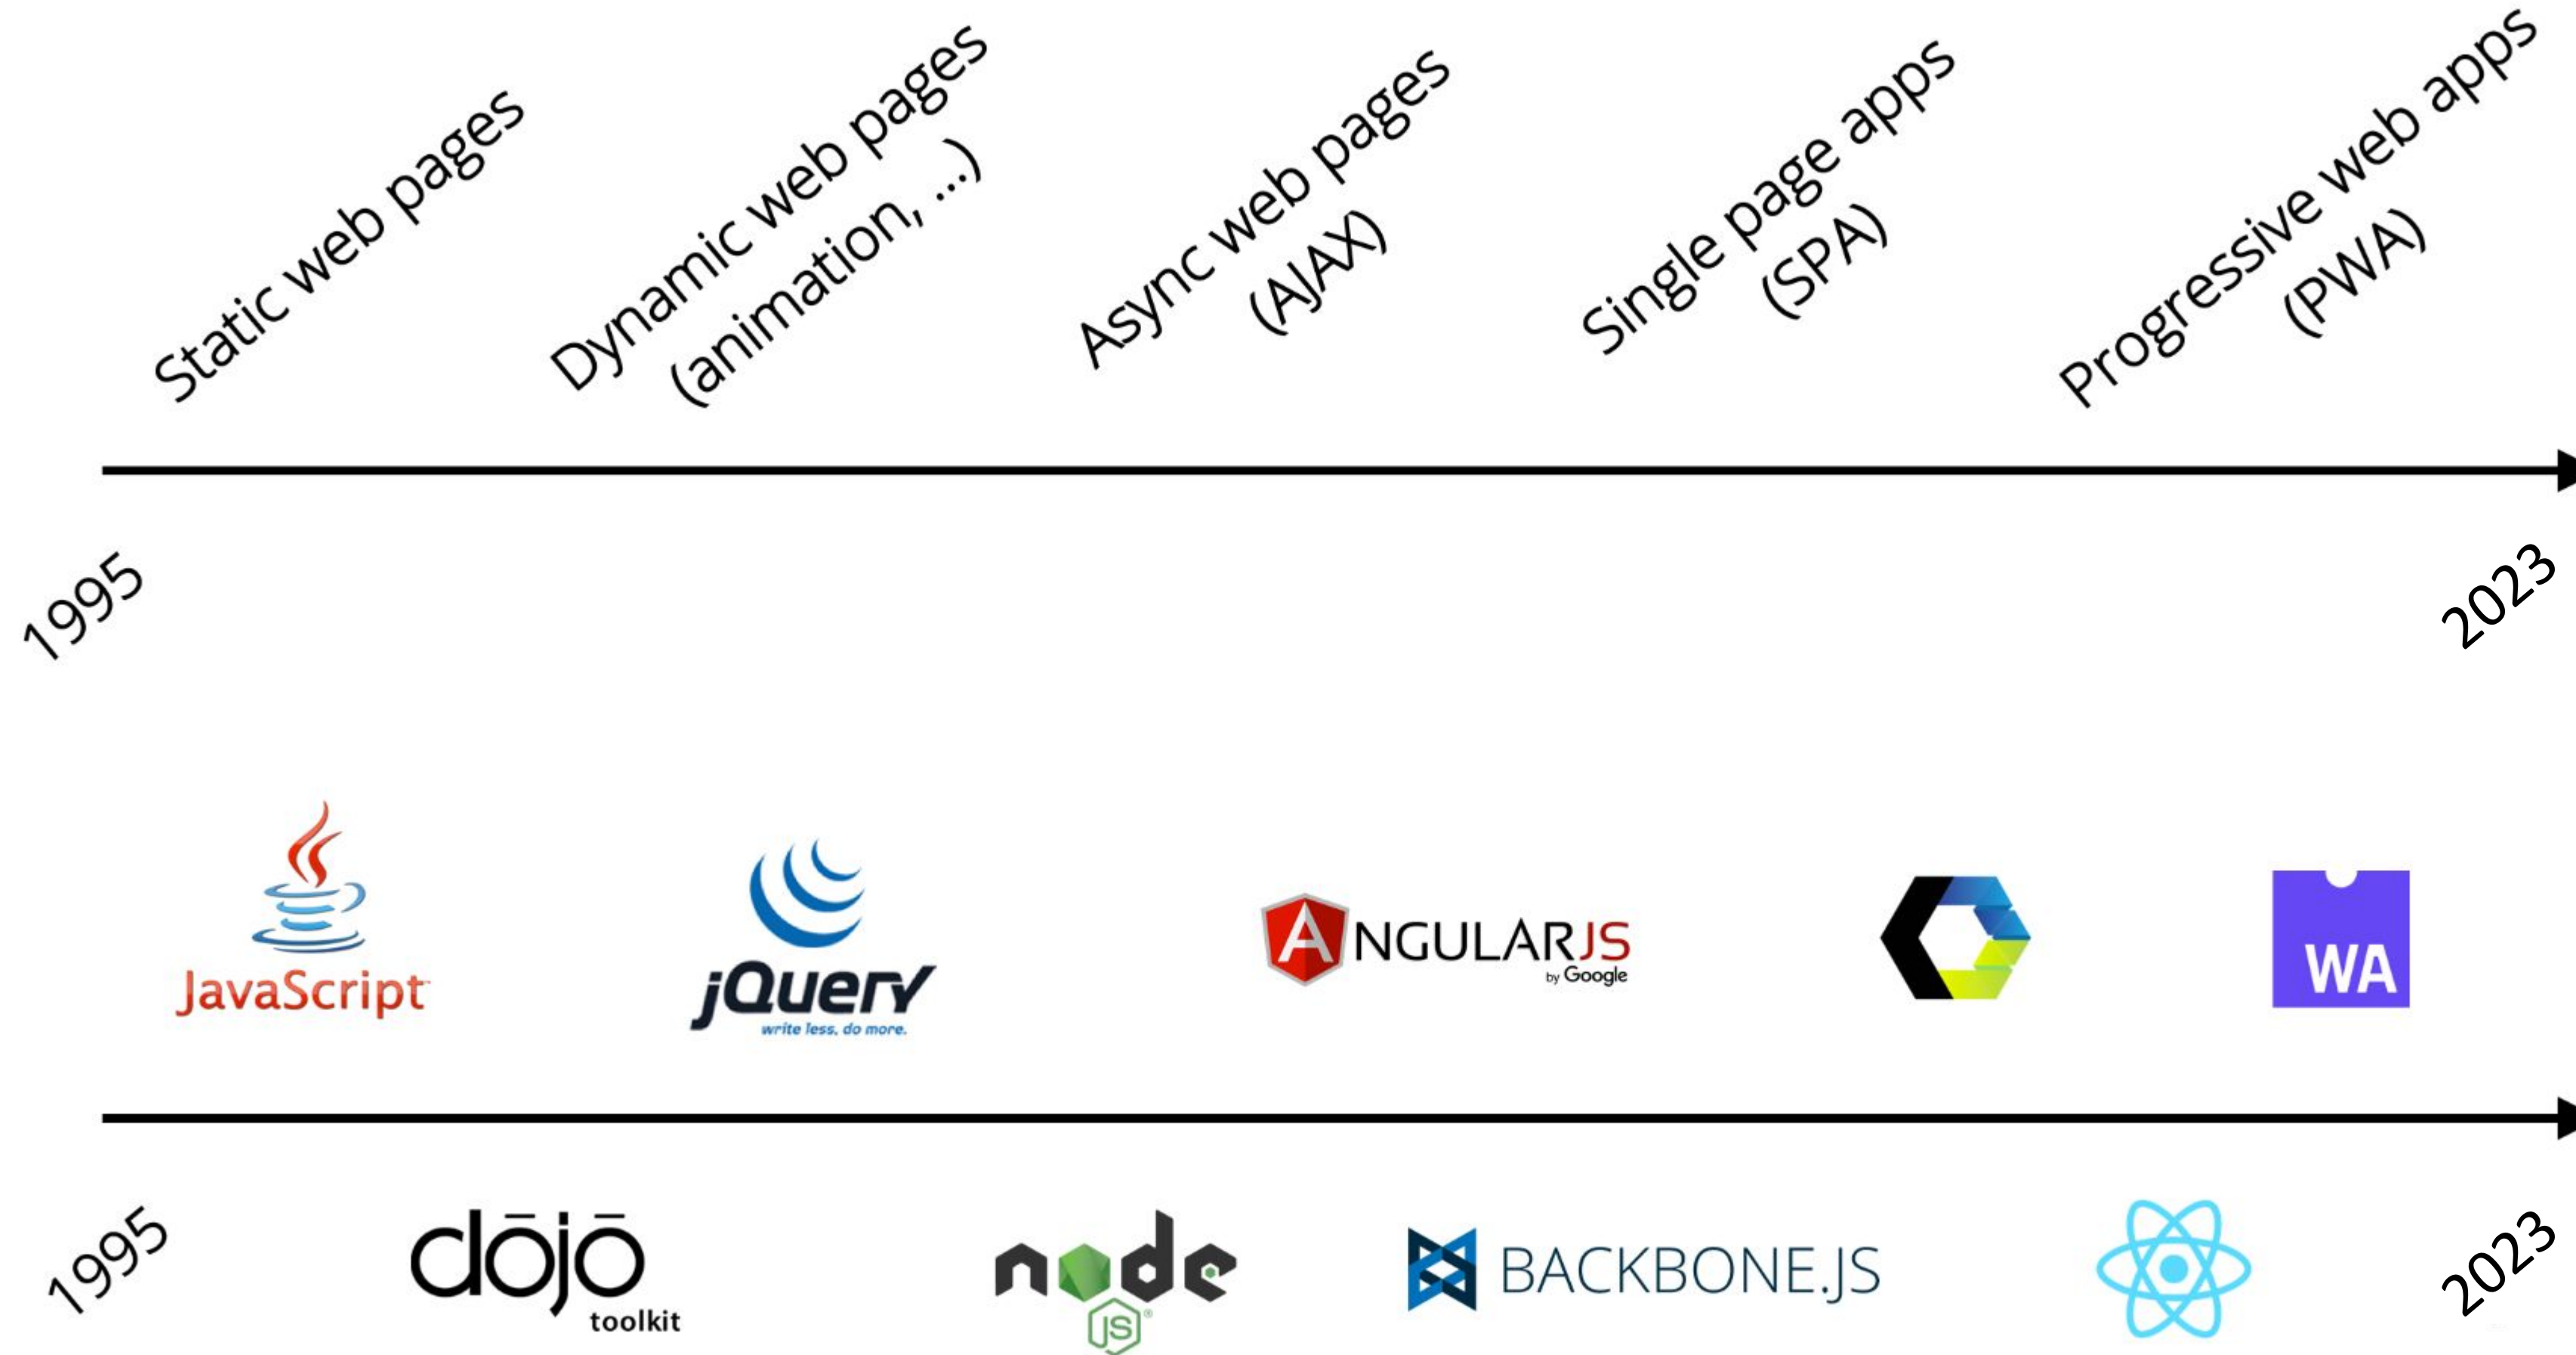 Static web pages
Dynamic web pages
(animation, ...)
Async web pages
(AJAX)
Single page apps
(SPA)
Progressive web apps
(PWA)
1995
2023
JavaScript
jQuery
write less, do more.
ANGULARJS
by Google
WA
1995
dōjō
toolkit
node
JS
BACKBONE.JS
2023